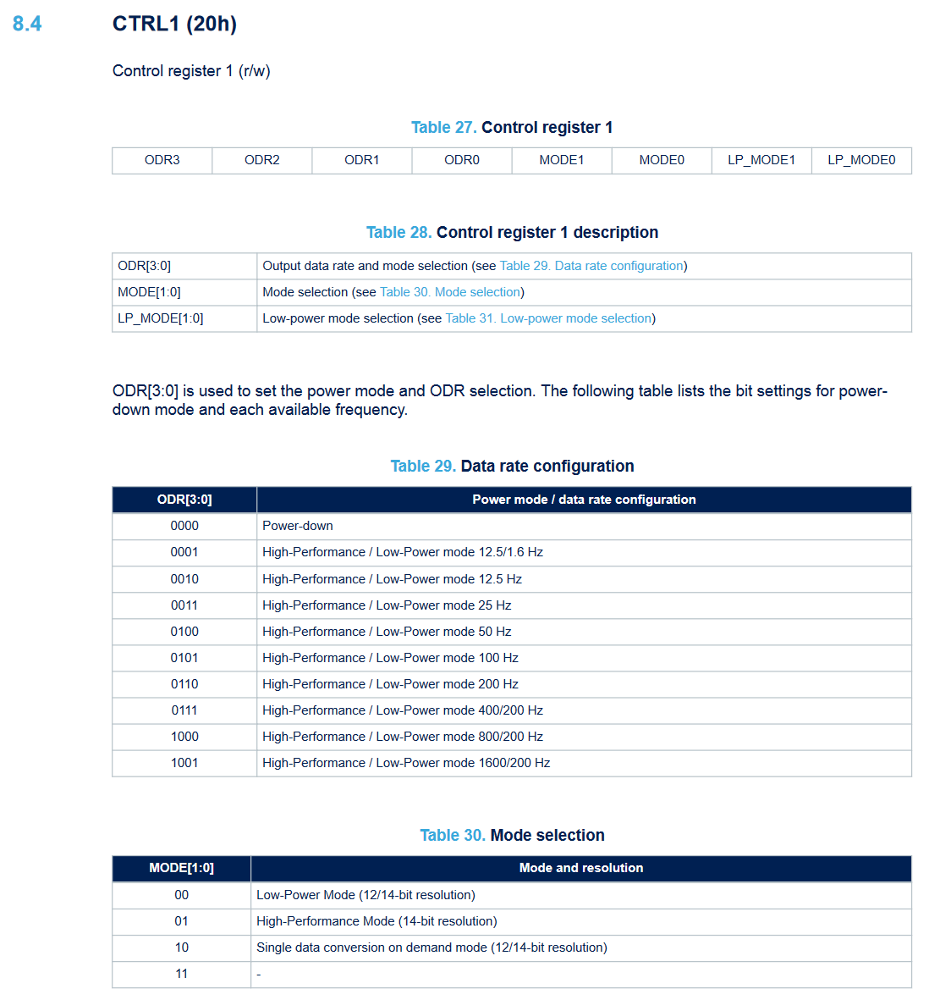 8.4 CTRL1 (20h)
Control register 1 (r/w)
Table 27. Control register 1
ODR3 ODR2 ODR1 ODR0 MODE1 MODE0 LP_MODE1 LP_MODE0
Table 28. Control register 1 description
ODR[3:0] Output data rate and mode selection (see Table 29. Data rate configuration)
MODE[1:0] Mode selection (see Table 30. Mode selection)
LP_MODE[1:0] Low-power mode selection (see Table 31. Low-power mode selection)
ODR[3:0] is used to set the power mode and ODR selection. The following table lists the bit settings for power-
down mode and each available frequency.
Table 29. Data rate configuration
ODR[3:0] Power mode / data rate configuration
0000 Power-down
0001 High-Performance / Low-Power mode 12.5/1.6 Hz
0010 High-Performance / Low-Power mode 12.5 Hz
0011 High-Performance / Low-Power mode 25 Hz
0100 High-Performance / Low-Power mode 50 Hz
0101 High-Performance / Low-Power mode 100 Hz
0110 High-Performance / Low-Power mode 200 Hz
0111 High-Performance / Low-Power mode 400/200 Hz
1000 High-Performance / Low-Power mode 800/200 Hz
1001 High-Performance / Low-Power mode 1600/200 Hz
Table 30. Mode selection
MODE[1:0] Mode and resolution
00 Low-Power Mode (12/14-bit resolution)
01 High-Performance Mode (14-bit resolution)
10 Single data conversion on demand mode (12/14-bit resolution)
11 -